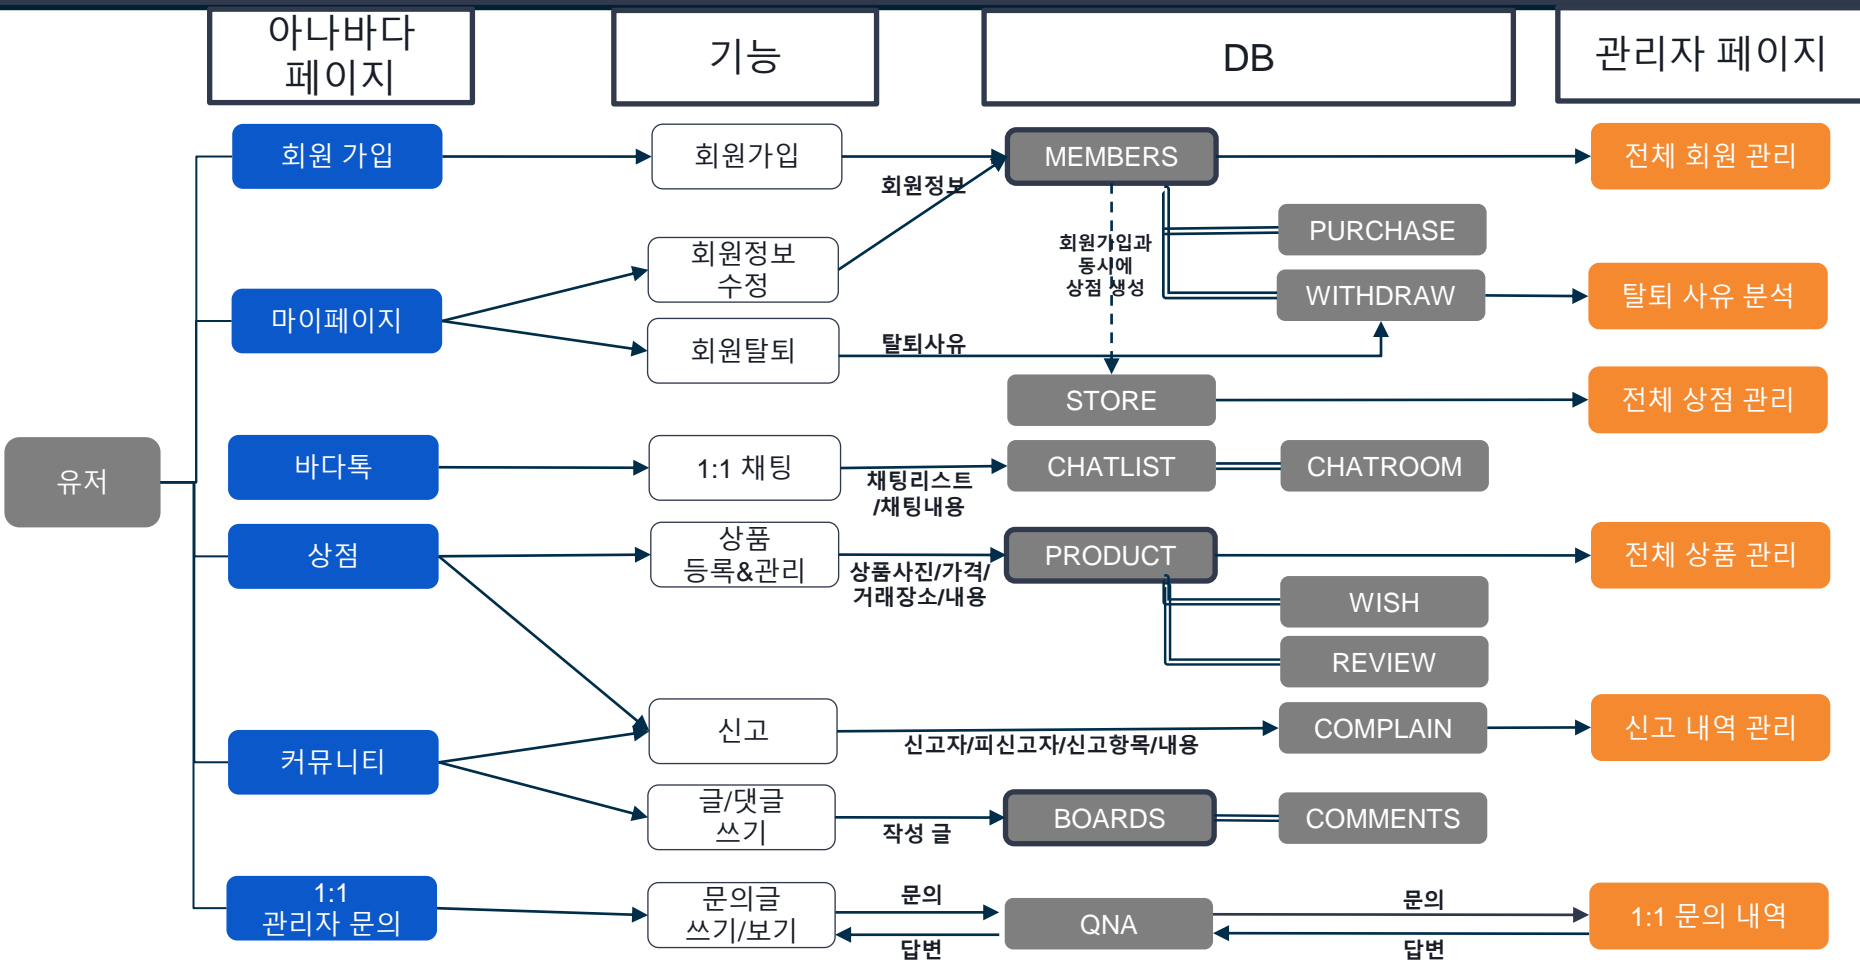 아나바다
페이지
기능
DB
관리자 페이지
회원 가입
회원가입
MEMBERS
전체 회원 관리
회원정보
PURCHASE
회원정보
수정
회원가입과
동시에
상점 생성
WITHDRAW
탈퇴 사유 분석
마이페이지
회원탈퇴
탈퇴사유
STORE
전체 상점 관리
유저
바다톡
1:1 채팅
채팅리스트
/채팅내용
CHATLIST
CHATROOM
상점
상품
등록&관리
상품사진/가격/
거래장소/내용
PRODUCT
전체 상품 관리
WISH
REVIEW
신고
신고자/피신고자/신고항목/내용
COMPLAIN
신고 내역 관리
커뮤니티
글/댓글
쓰기
작성 글
BOARDS
COMMENTS
1:1
관리자 문의
문의글
쓰기/보기
문의
답변
QNA
문의
답변
1:1 문의 내역